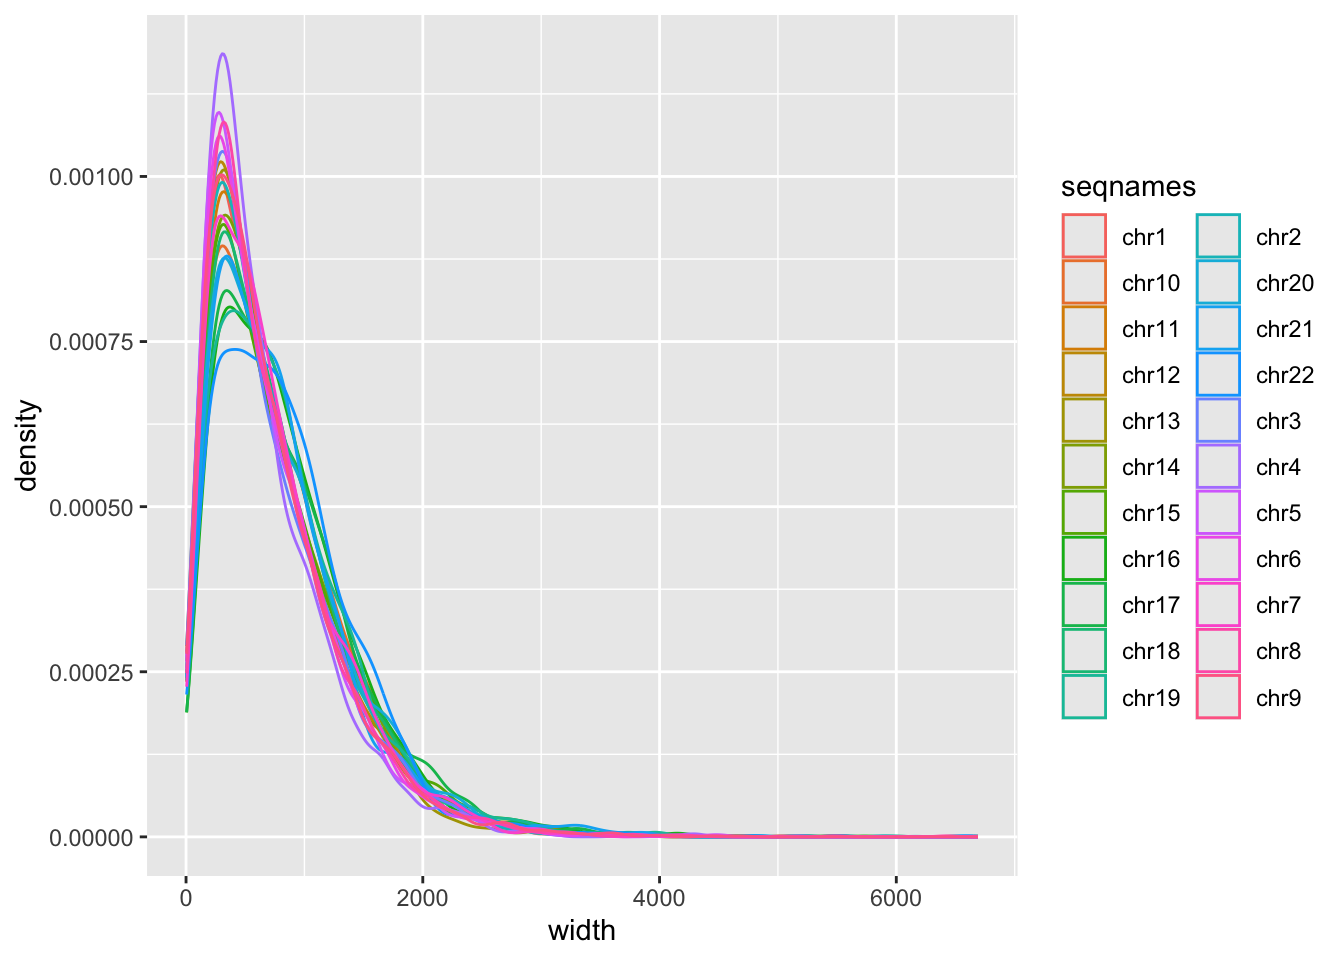 0.00100
0.00075
0.00050
0.00025
0.00000
density
0 2000 4000 6000
width
seqnames
chr1 chr2
chr10 chr20
chr11 chr21
chr12 chr22
chr13 chr3
chr14 chr4
chr15 chr5
chr16 chr6
chr17 chr7
chr18 chr8
chr19 chr9